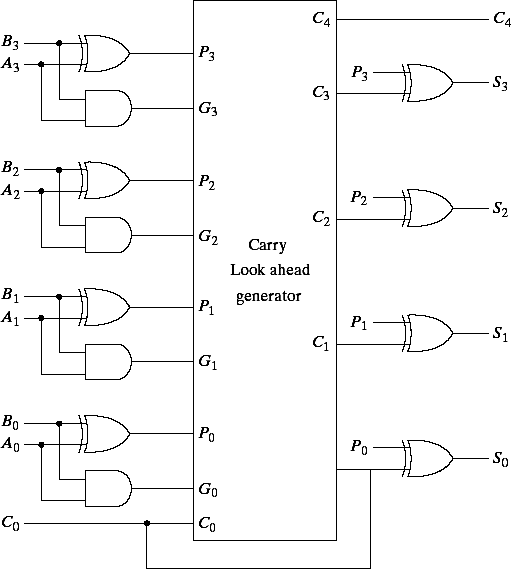 B₃
A₃
P₃
G₃
B₂
A₂
P₂
G₂
B₁
A₁
P₁
G₁
B₀
A₀
P₀
G₀
C₀
C₀
Carry
Look ahead
generator
C₄
C₄
P₃
C₃
S₃
P₂
C₂
S₂
P₁
C₁
S₁
P₀
S₀